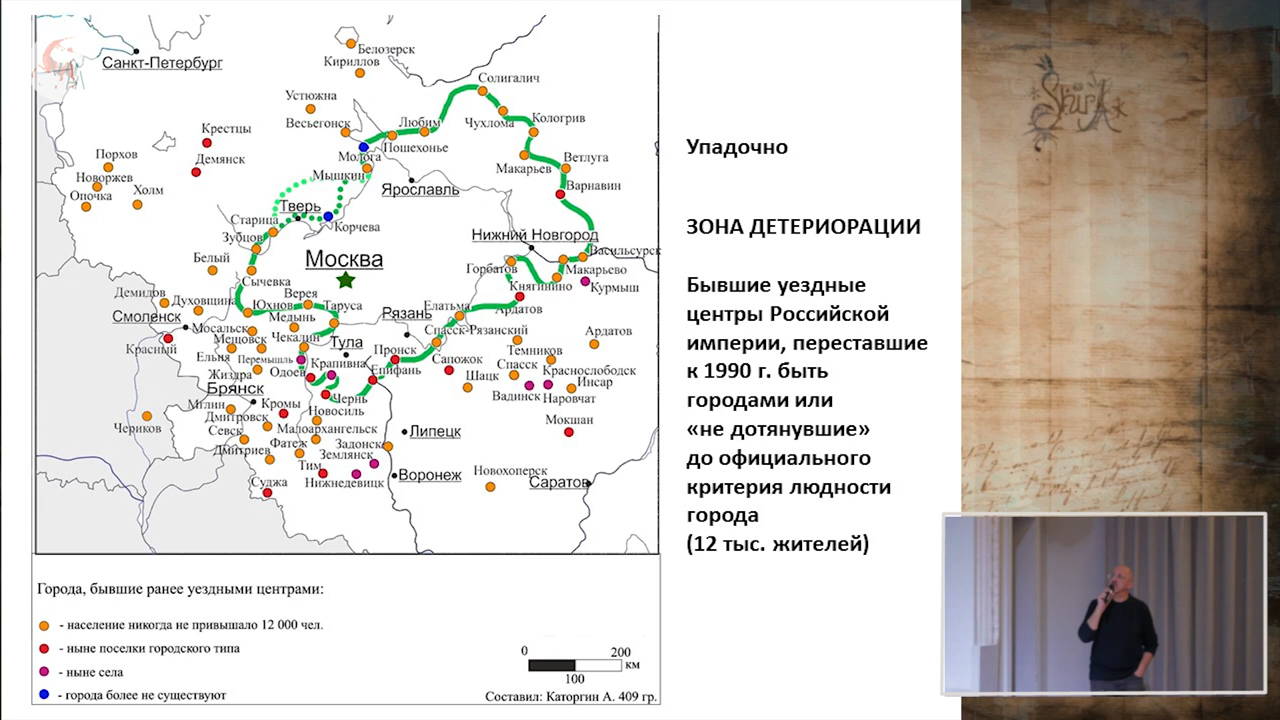 Белозерск
Санкт-Петербург
Кириллов
Солигалич
Устюжна
Весьегонск
Любим
Чухлома
Кологрив
Крестцы
Пошехонье
Молога
Порхов
Демянск
Макарьев
Ветлуга
Новоржев
Мышкин
Варнавин
Опочка
Холм
Ярославль
Тверь
Старица
Корчева
Зубцов
Нижний Новгород
Васильсурск
Белый
Москва
Горбатов
Макарьево
Сычевка
Княгинино
Курмыш
Демидов
Духовщина
Верея
Юхнов
Таруса
Елатьма
Ардатов
Смоленск
Медынь
Рязань
Мосальск
Чекалин
Спасск-Рязанский
Ардатов
Красный
Мещовск
Тула
Пронск
Темников
Ельня
Перемышль
Крапивна
Сапожок
Спасск
Краснослободск
Жиздра
Одоев
Епифань
Шацк
Инсар
Брянск
Вадинск
Наровчат
Мглин
Кромы
Чернь
Дмитровск
Новосиль
Мокшан
Чериков
Севск
Малоархангельск
Липецк
Фатеж
Задонск
Дмитриев
Землянск
Тим
Нижнедевицк
Воронеж
Новохоперск
Суджа
Саратов
Города, бывшие ранее уездными центрами:
- население никогда не привышало 12 000 чел.
- ныне поселки городского типа
- ныне села
- города более не существуют
0 200
км
100
Составил: Каторгин А. 409 гр.
Упадочно
ЗОНА ДЕТЕРИОРАЦИИ
Бывшие уездные
центры Российской
империи, переставшие
к 1990 г. быть
городами или
«не дотянувшие»
до официального
критерия людности
города
(12 тыс. жителей)